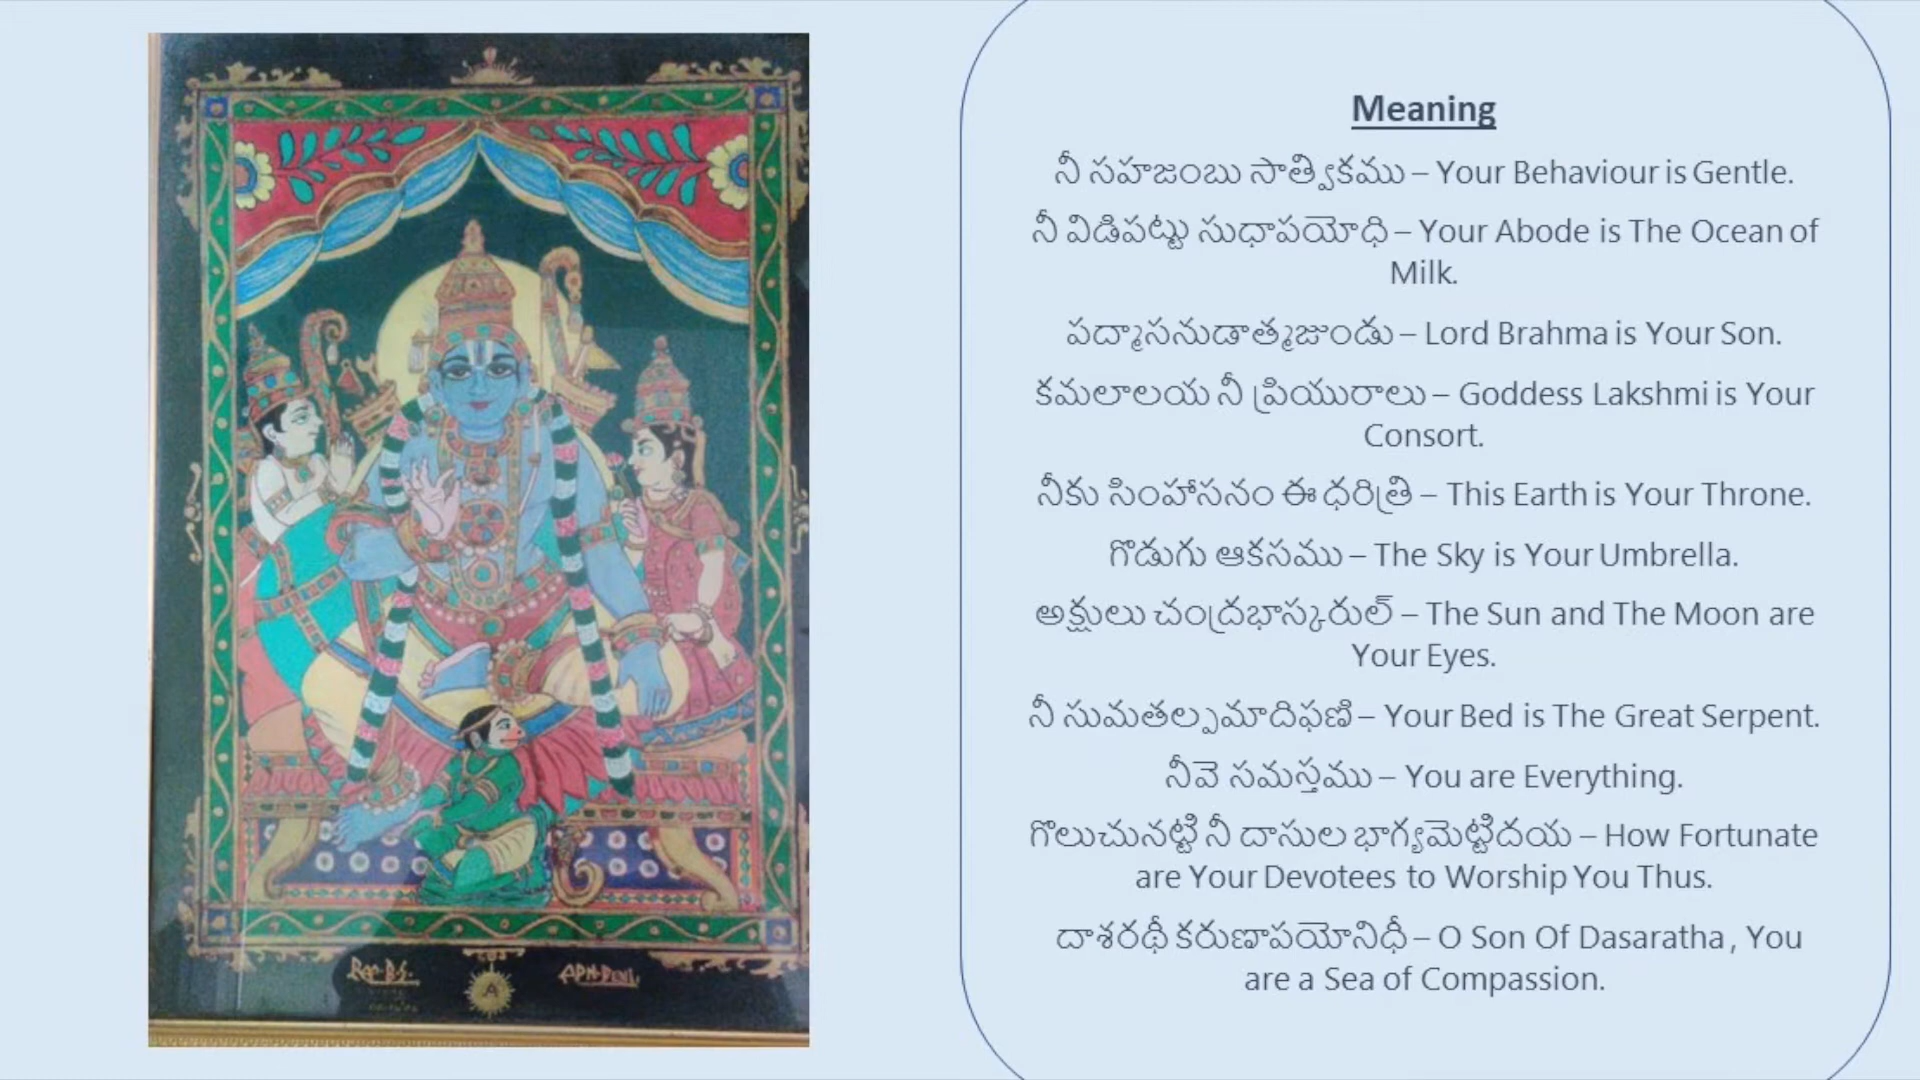 Meaning
నీ సహజంబు సాత్వికము – Your Behaviour is Gentle.
నీ విడిపట్టు సుధాపయోధి – Your Abode is The Ocean of
Milk.
పద్మాసనుడాత్మజుండు – Lord Brahma is Your Son.
కమలాలయ నీ ప్రియురాలు – Goddess Lakshmi is Your
Consort.
నీకు సింహాసనం ఈ ధరిత్రి – This Earth is Your Throne.
గొడుగు ఆకసము – The Sky is Your Umbrella.
అక్షులు చంద్రభాస్కరుల్ – The Sun and The Moon are
Your Eyes.
నీ సుమతల్పమాదిఫణి – Your Bed is The Great Serpent.
నీవె సమస్తము – You are Everything.
గొలుచునట్టి నీ దాసుల భాగ్యమెట్టిదయ – How Fortunate
are Your Devotees to Worship You Thus.
దాశరథీ కరుణాపయోనిధీ – O Son Of Dasaratha , You
are a Sea of Compassion.
A